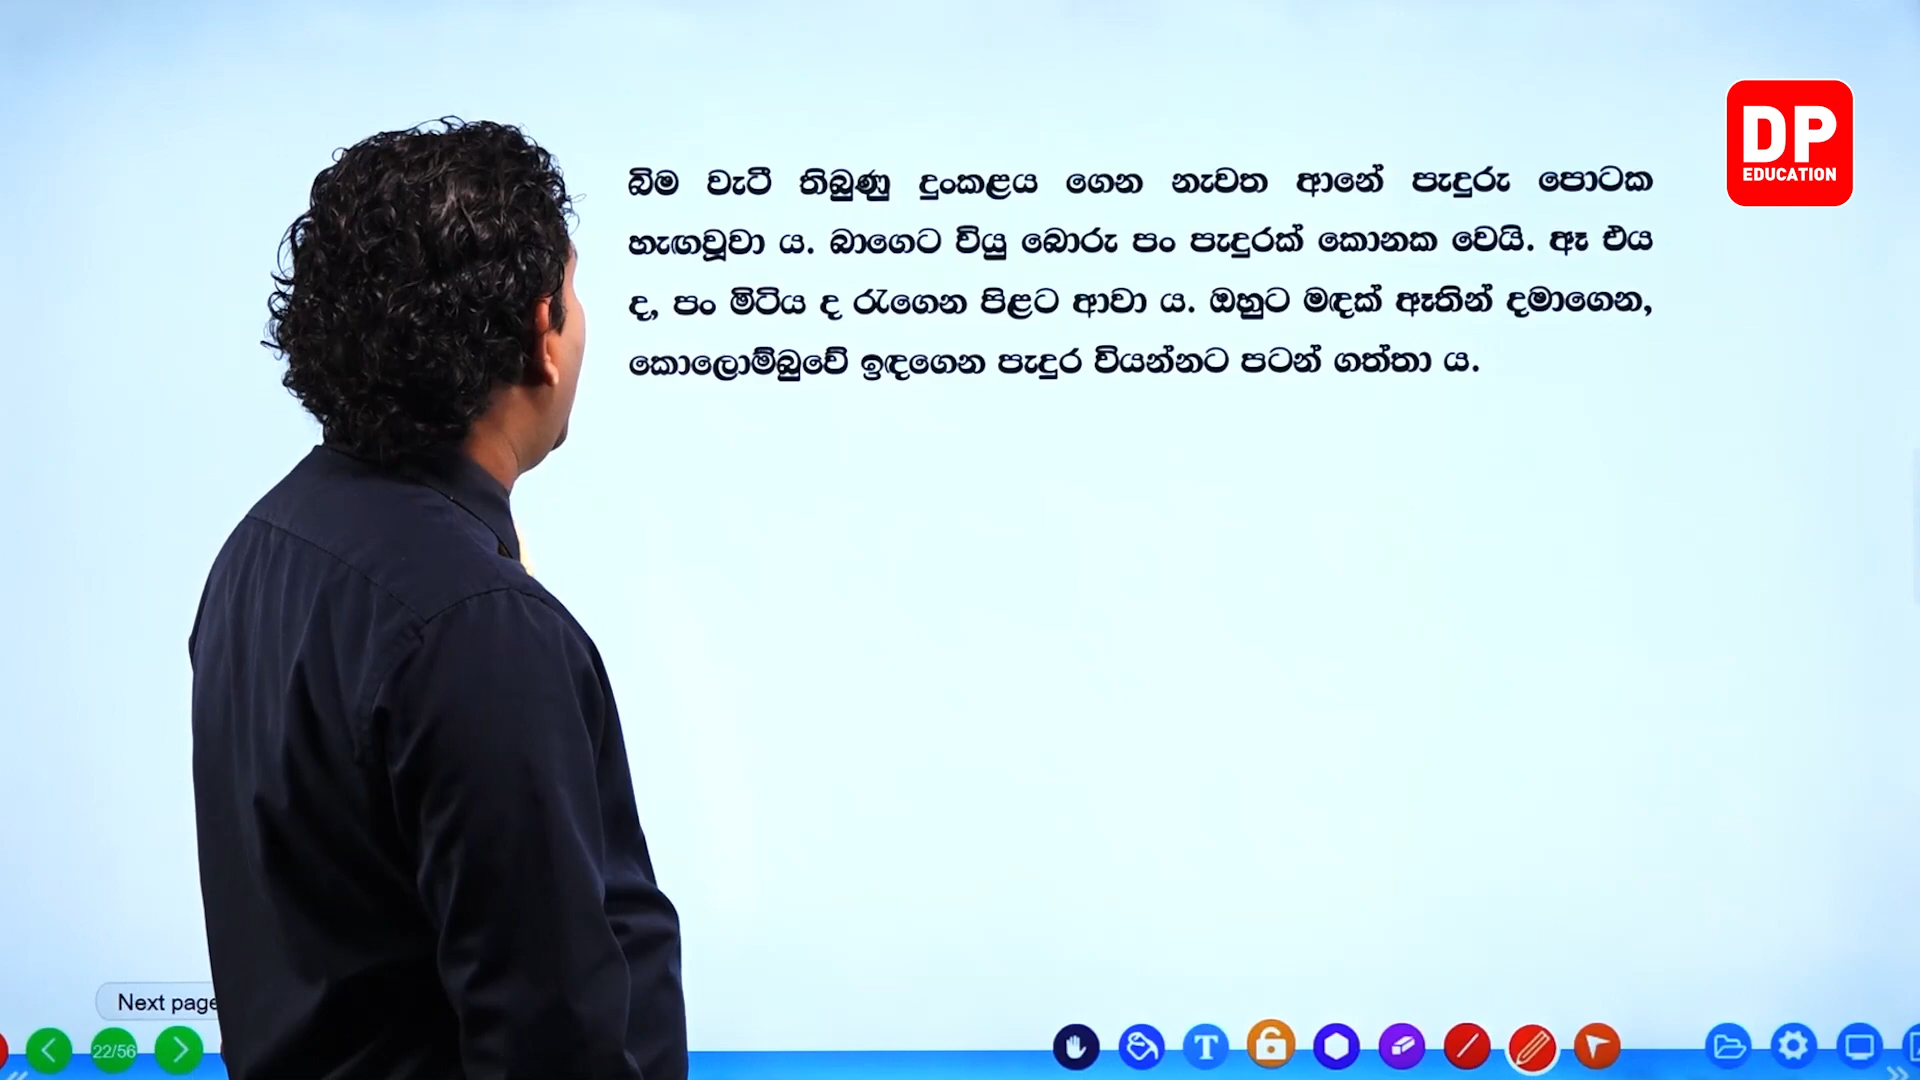 DP
EDUCATION
බිම වැටී තිබුණු දුංකළය ගෙන නැවත ආනේ පැදුරු පොටක
හැඟවූවා ය. බාගෙට වියු බොරු පං පැදුරක් කොනක වෙයි. ඈ එය
ද, පං මිටිය ද රැගෙන පිළට ආවා ය. ඔහුට මඳක් ඈතින් දමාගෙන,
කොලොම්බුවේ ඉඳගෙන පැදුර වියන්නට පටන් ගත්තා ය.
Next page
22/56
T